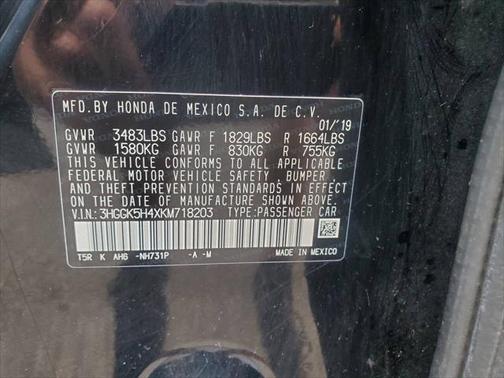 MFD.BY HONDA DE MEXICO S.A. DE C.V.
01/'19
GVWR 3483LBS GAWR F 1829LBS R 1664LBS
GVWR 1580KG GAWR F 830KG R 755KG
THIS VEHICLE CONFORMS TO ALL APPLICABLE
FEDERAL MOTOR VEHICLE SAFETY, BUMPER
AND THEFT PREVENTION STANDARDS IN EFFECT
ON THE DATE OF MANUFACTURE SHOWN ABOVE.
V.I.N.: 3HGGK5H4XKM718203 TYPE:PASSENGER CAR
T5R K AHG -NH731P -A -M MADE IN MEXICO